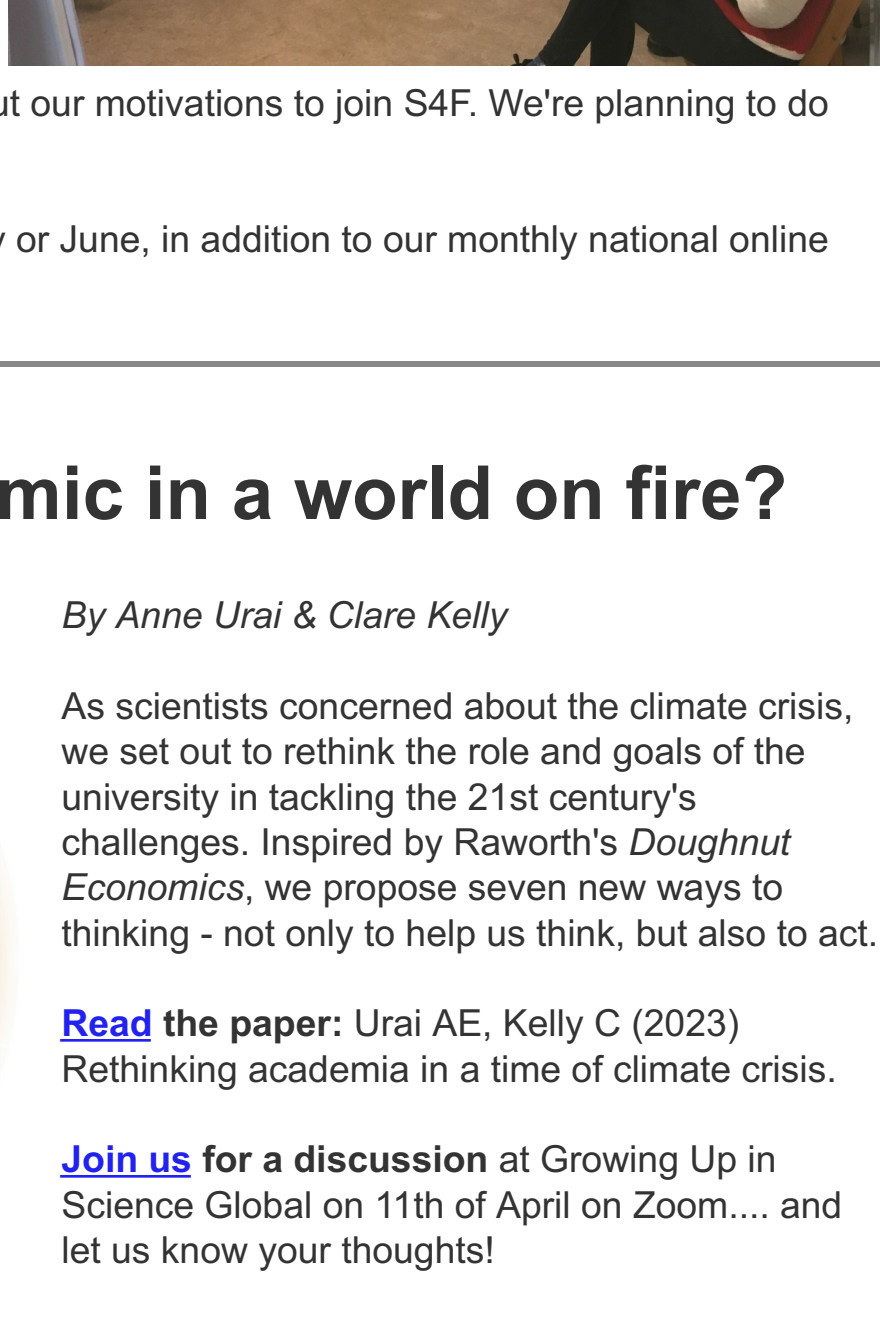 our motivations to join S4F. We're planning to do
or June, in addition to our monthly national online
in a world on fire?
By Anne Urai & Clare Kelly
As scientists concerned about the climate crisis,
we set out to rethink the role and goals of the
university in tackling the 21st century's
challenges. Inspired by Raworth's Doughnut
Economics, we propose seven new ways to
thinking - not only to help us think, but also to act.
Read the paper: Urai AE, Kelly C (2023)
Rethinking academia in a time of climate crisis.
Join us for a discussion at Growing Up in
Science Global on 11th of April on Zoom.... and
let us know your thoughts!